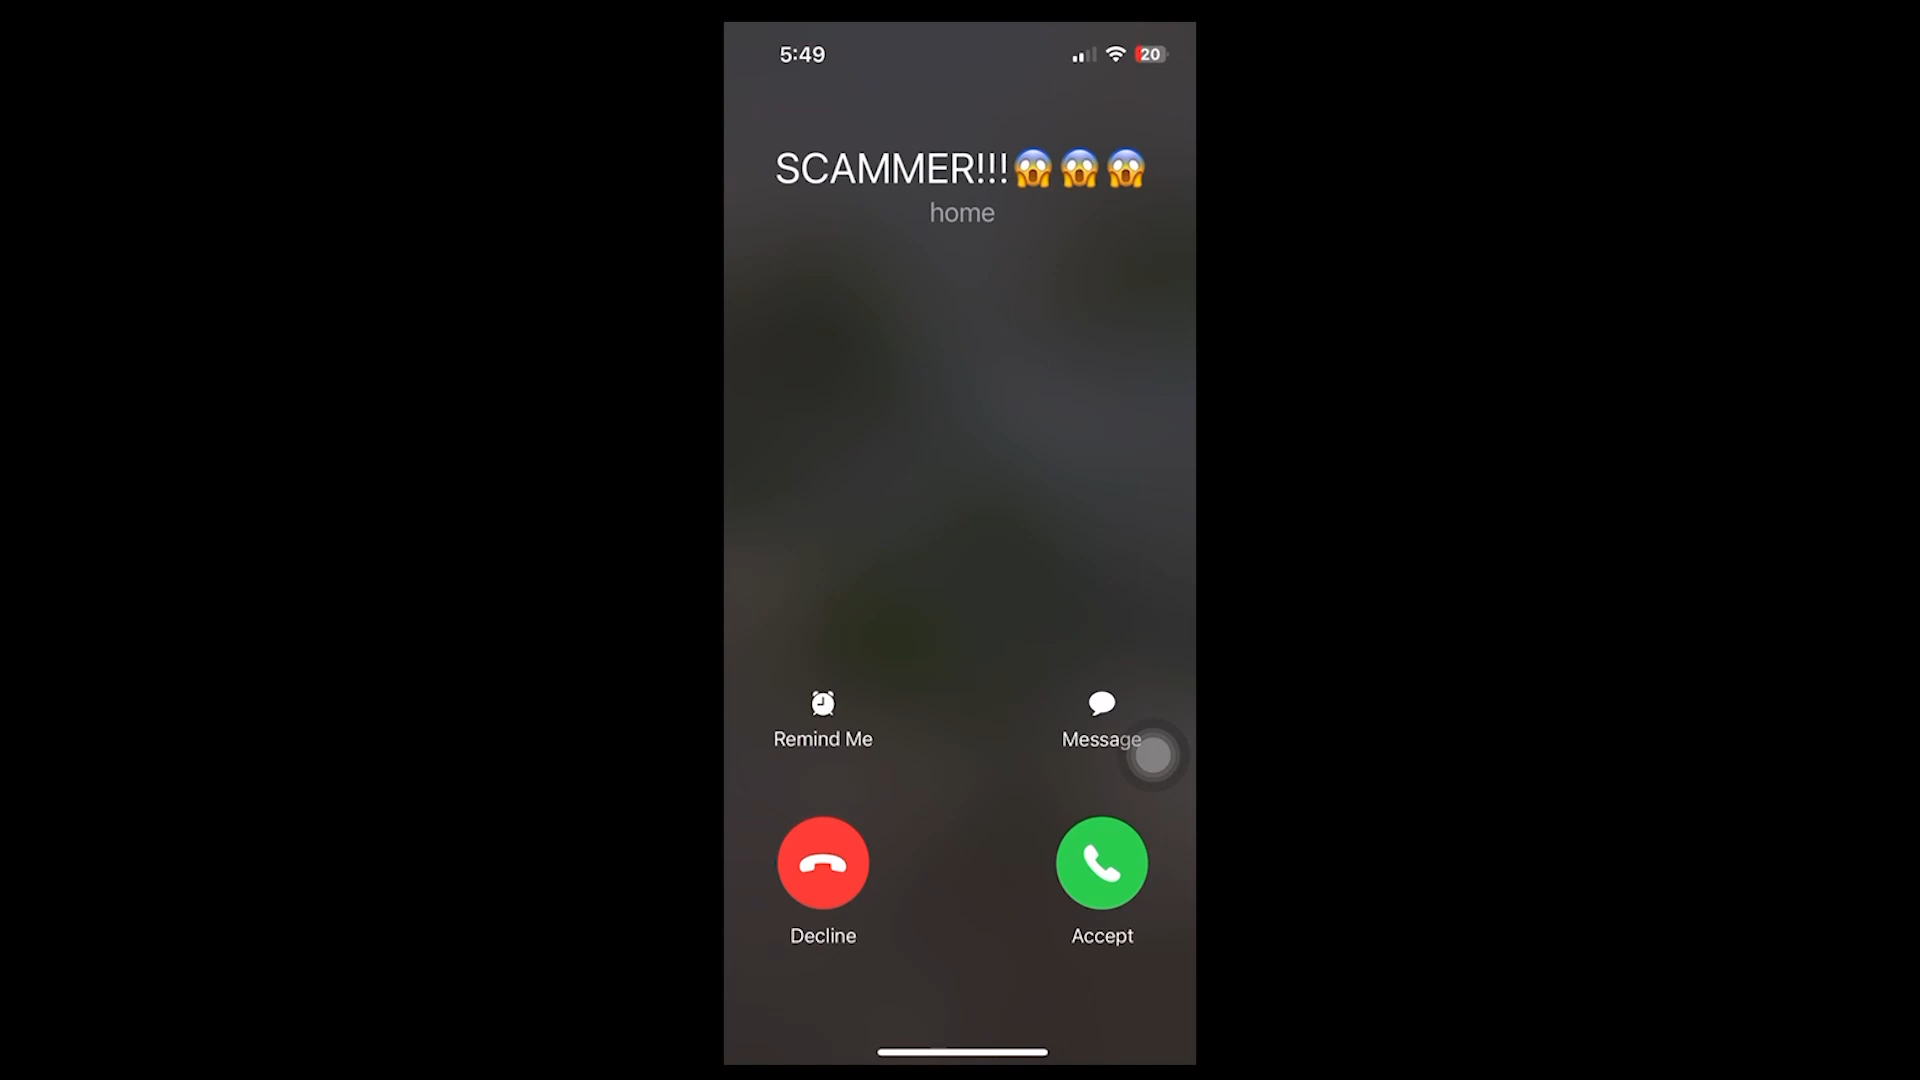 5:49 20
SCAMMER!!!😱😱😱
home
Remind Me Message
Decline Accept